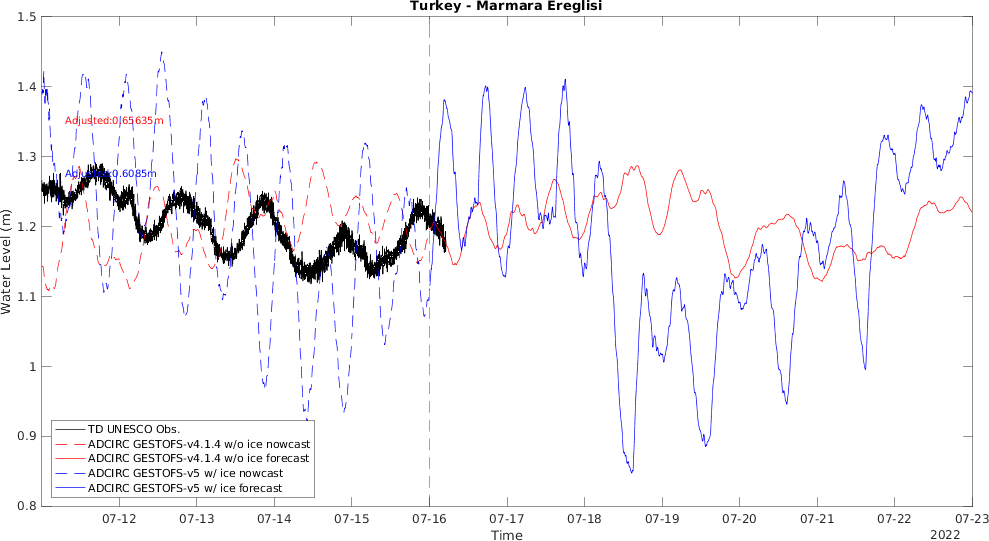 Turkey - Marmara Ereglisi
1.5
1.4
1.3
1.2
1.1
1
0.9
0.8
Water Level (m)
Adjusted:0.65635m
Adjusted:0.6085m
TD UNESCO Obs.
ADCIRC GESTOFS-v4.1.4 w/o ice nowcast
ADCIRC GESTOFS-v4.1.4 w/o ice forecast
ADCIRC GESTOFS-v5 w/ ice nowcast
ADCIRC GESTOFS-v5 w/ ice forecast
07-12 07-13 07-14 07-15 07-16 07-17 07-18 07-19 07-20 07-21 07-22 07-23
Time
2022